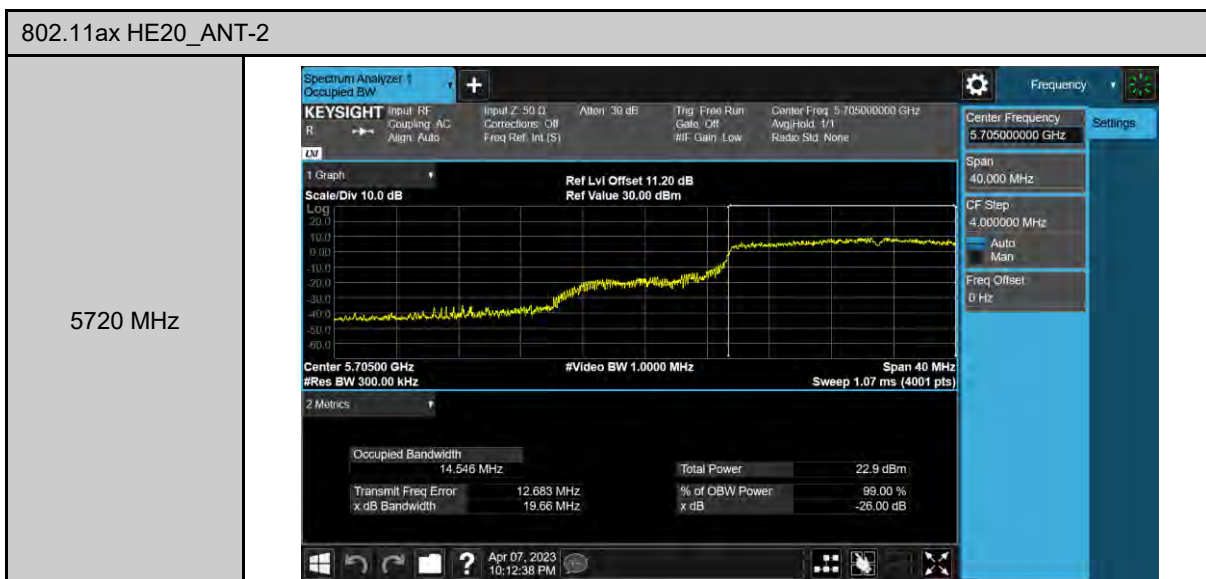 802.11ax HE20_ANT-2
5720 MHz
Spectrum Analyzer 1
Occupied BW
Frequency
KEYSIGHT Input: RF Input Z: 50 Ω Atten: 30 dB Trig: Free Run Center Freq: 5.705000000 GHz
R Coupling: AC Corrections: Off Gate: Off Avg|Hold: 1/1
Align: Auto Freq Ref: Int (S) #IF Gain: Low Radio Std: None
LXI
1 Graph
Ref Lvl Offset 11.20 dB
Scale/Div 10.0 dB Ref Value 30.00 dBm
Log
20.0
10.0
0.00
-10.0
-20.0
-30.0
-40.0
-50.0
-60.0
Center 5.70500 GHz #Video BW 1.0000 MHz Span 40 MHz
#Res BW 300.00 kHz Sweep 1.07 ms (4001 pts)
2 Metrics
Occupied Bandwidth
14.546 MHz Total Power 22.9 dBm
Transmit Freq Error 12.683 MHz % of OBW Power 99.00 %
x dB Bandwidth 19.66 MHz x dB -26.00 dB
Center Frequency
5.705000000 GHz
Settings
Span
40.000 MHz
CF Step
4.000000 MHz
Auto
Man
Freq Offset
0 Hz
? Apr 07, 2023
10:12:38 PM